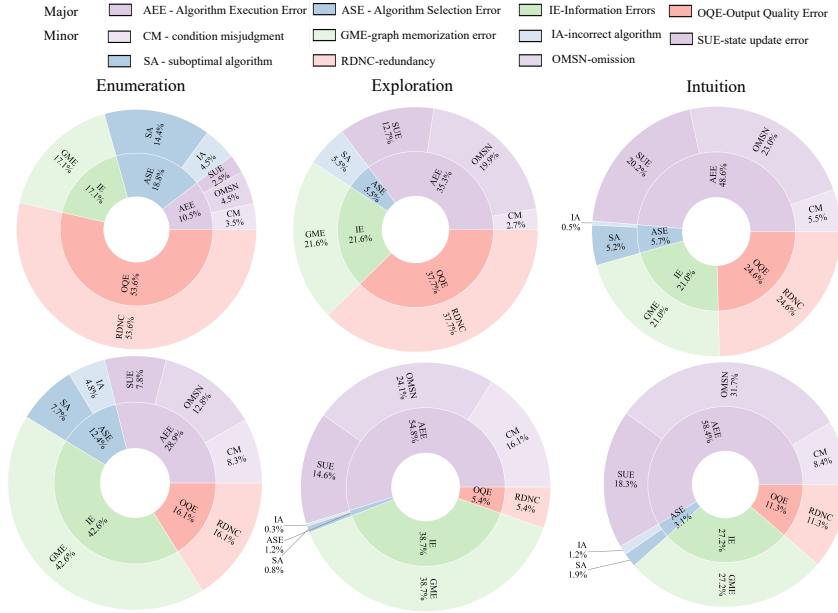 Major
AEE - Algorithm Execution Error
ASE - Algorithm Selection Error
IE-Information Errors
OQE-Output Quality Error
Minor
CM - condition misjudgment
GME-graph memorization error
IA-incorrect algorithm
SUE-state update error
SA - suboptimal algorithm
RDNC-redundancy
OMSN-omission
Enumeration
Exploration
Intuition
SA
14.4%
IA
4.5%
SUE
2.5%
OMSN
4.5%
CM
3.5%
GME
17.1%
IE
17.1%
ASE
18.8%
AEE
10.5%
OQE
53.6%
RDNC
53.6%
SUE
12.7%
OMSN
19.9%
SA
5.5%
ASE
5.5%
AEE
35.3%
CM
2.7%
GME
21.6%
IE
21.6%
OQE
37.7%
RDNC
37.7%
SUE
20.2%
OMSN
23.0%
AEE
48.6%
CM
5.5%
IA
0.5%
SA
5.2%
ASE
5.7%
IE
21.0%
OQE
24.6%
GME
21.0%
RDNC
24.6%
SA
7.7%
IA
4.8%
SUE
7.8%
OMSN
12.8%
ASE
12.4%
AEE
28.9%
CM
8.3%
IE
42.6%
OQE
16.1%
GME
42.6%
RDNC
16.1%
OMSN
24.1%
AEE
54.8%
CM
16.1%
SUE
14.6%
OQE
5.4%
RDNC
5.4%
IA
0.3%
ASE
1.2%
SA
0.8%
IE
38.7%
GME
38.7%
OMSN
31.7%
AEE
58.4%
CM
8.4%
SUE
18.3%
ASE
3.1%
OQE
11.3%
RDNC
11.3%
IA
1.2%
SA
1.9%
IE
27.2%
GME
27.2%